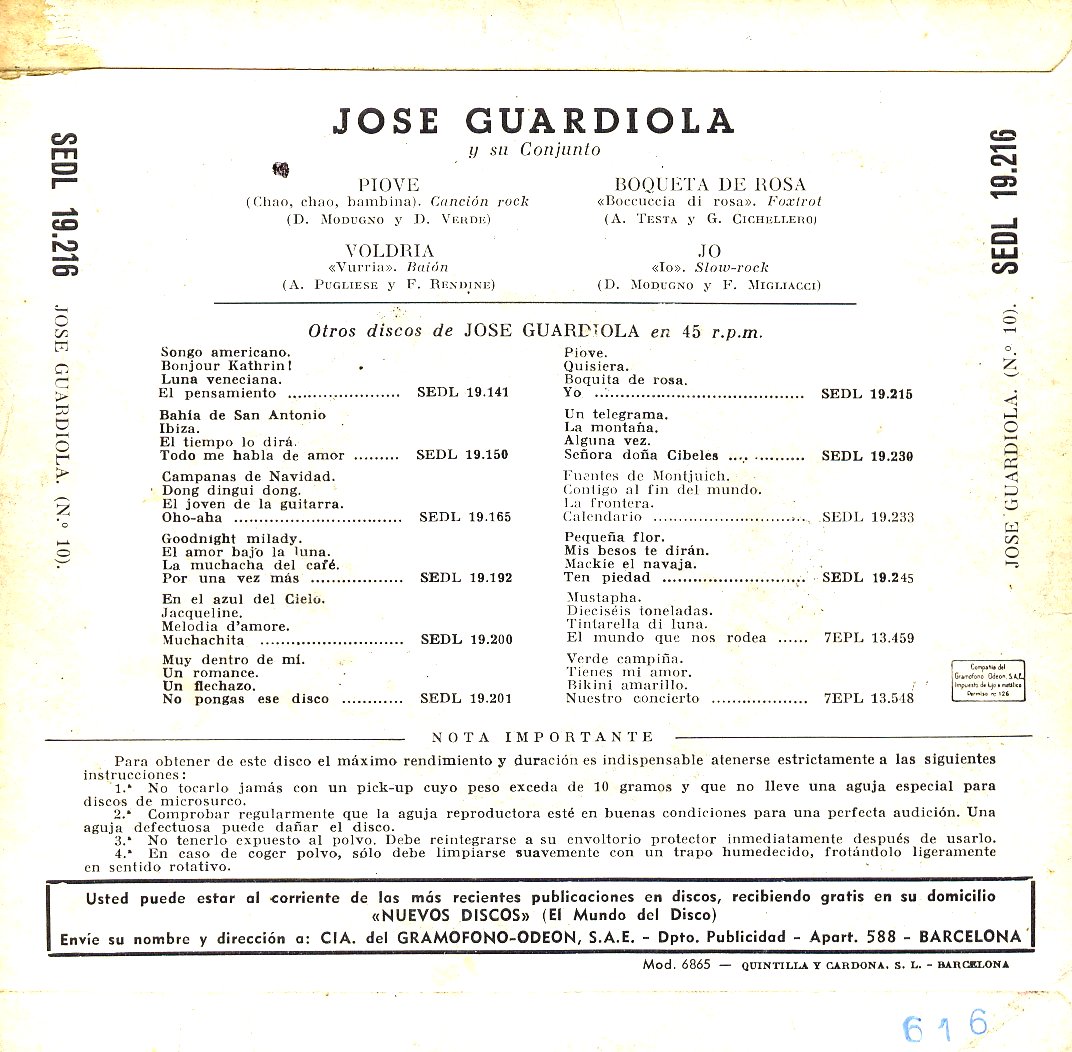 JOSE GUARDIOLA
y su Conjunto
PIOVE
(Chao, chao, bambina). Canción rock
(D. MODUGNO y D. VERDE)
BOQUETA DE ROSA
«Boccuccia di rosa». Foxtrot
(A. TESTA y G. CICHELLERO)
VOLDRIA
«Vurria». Baión
(A. PUGLIESE y F. RENDINE)
JO
«Io». Slow-rock
(D. MODUGNO y F. MIGLIACCI)
SEDL 19.216
JOSE GUARDIOLA. (N.º 10).
SEDL 19.216
JOSE GUARDIOLA. (N.º 10).
Otros discos de JOSE GUARDIOLA en 45 r.p.m.
Songo americano.
Bonjour Kathrin!
Luna veneciana.
El pensamiento ..................... SEDL 19.141
Bahía de San Antonio
Ibiza.
El tiempo lo dirá.
Todo me habla de amor ......... SEDL 19.150
Campanas de Navidad.
Dong dingui dong.
El joven de la guitarra.
Oho-aha ................................ SEDL 19.165
Goodnight milady.
El amor bajo la luna.
La muchacha del café.
Por una vez más .................. SEDL 19.192
En el azul del Cielo.
Jacqueline.
Melodia d'amore.
Muchachita ........................... SEDL 19.200
Muy dentro de mí.
Un romance.
Un flechazo.
No pongas ese disco ............ SEDL 19.201
Piove.
Quisiera.
Boquita de rosa.
Yo ........................................ SEDL 19.215
Un telegrama.
La montaña.
Alguna vez.
Señora doña Cibeles .... .......... SEDL 19.230
Fuentes de Montjuich.
Contigo al fin del mundo.
La frontera.
Calendario ............................. SEDL 19.233
Pequeña flor.
Mis besos te dirán.
Mackie el navaja.
Ten piedad ........................... SEDL 19.245
Mustapha.
Dieciséis toneladas.
Tintarella di luna.
El mundo que nos rodea ...... 7EPL 13.459
Verde campiña.
Tienes mi amor.
Bikini amarillo.
Nuestro concierto .................. 7EPL 13.548
Compañía del
Gramofono Odeon, S.A.E.
Impuesto de lujo a metálico
Permiso nº 126
NOTA IMPORTANTE
Para obtener de este disco el máximo rendimiento y duración es indispensable atenerse estrictamente a las siguientes
instrucciones:
1.ª No tocarlo jamás con un pick-up cuyo peso exceda de 10 gramos y que no lleve una aguja especial para
discos de microsurco.
2.ª Comprobar regularmente que la aguja reproductora esté en buenas condiciones para una perfecta audición. Una
aguja defectuosa puede dañar el disco.
3.ª No tenerlo expuesto al polvo. Debe reintegrarse a su envoltorio protector inmediatamente después de usarlo.
4.ª En caso de coger polvo, sólo debe limpiarse suavemente con un trapo humedecido, frotándolo ligeramente
en sentido rotativo.
Usted puede estar al corriente de las más recientes publicaciones en discos, recibiendo gratis en su domicilio
«NUEVOS DISCOS» (El Mundo del Disco)
Envíe su nombre y dirección a: CIA. del GRAMOFONO-ODEON, S.A.E. - Dpto. Publicidad - Apart. 588 - BARCELONA
Mod. 6865 — QUINTILLA Y CARDONA. S. L. - BARCELONA
616